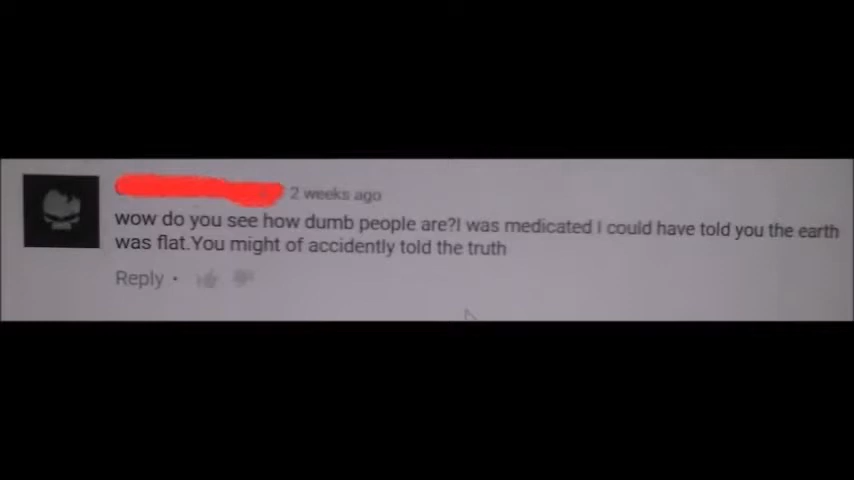 2 weeks ago
wow do you see how dumb people are?I was medicated I could have told you the earth
was flat.You might of accidently told the truth
Reply •